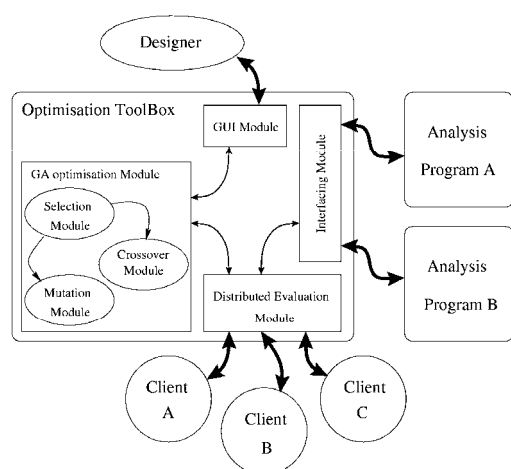 Designer
Optimisation ToolBox
GUI Module
Interfacing Module
Analysis
Program A
GA optimisation Module
Selection
Module
Crossover
Module
Mutation
Module
Distributed Evaluation
Module
Analysis
Program B
Client
A
Client
B
Client
C